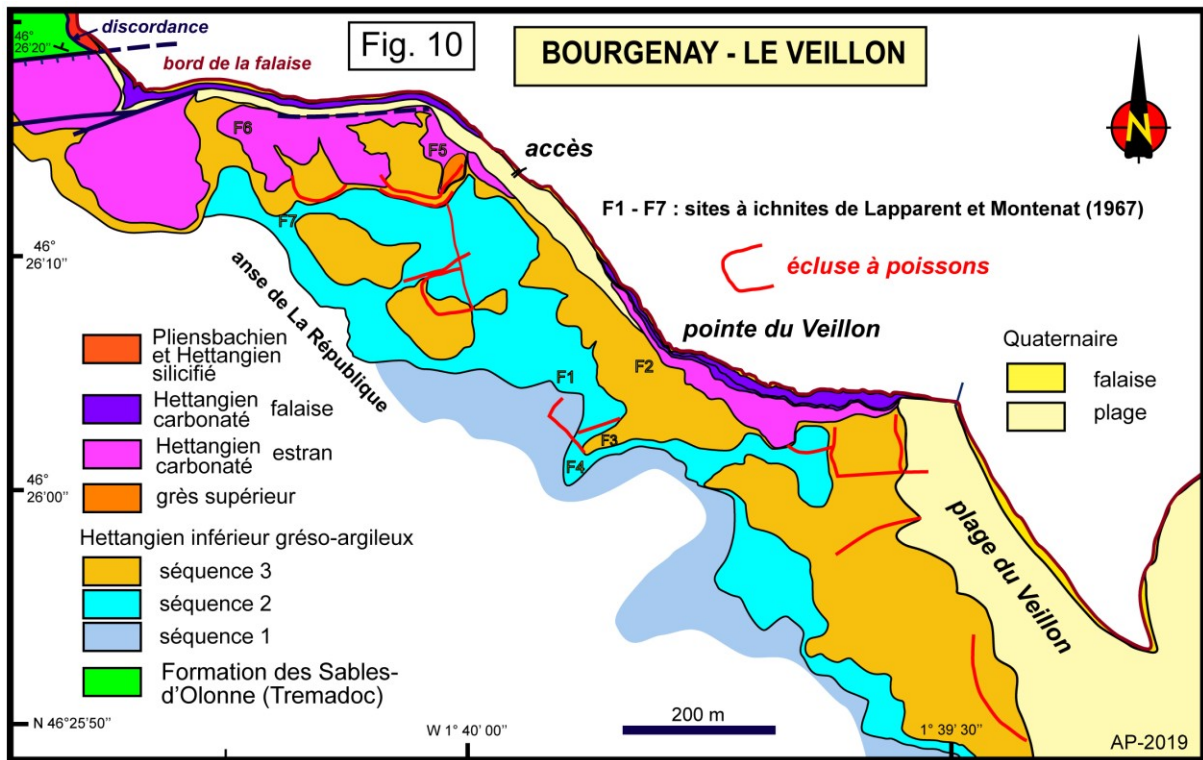 46°
26'20''
discordance
bord de la falaise
Fig. 10
BOURGENAY - LE VEILLON
N
F6
F5
accès
F1 - F7 : sites à ichnites de Lapparent et Montenat (1967)
écluse à poissons
F7
46°
26'10''
anse de La République
pointe du Veillon
F2
F1
F3
F4
Quaternaire
falaise
plage
Pliensbachien
et Hettangien
silicifié
Hettangien
carbonaté falaise
Hettangien
carbonaté estran
grès supérieur
46°
26'00''
Hettangien inférieur gréso-argileux
séquence 3
séquence 2
séquence 1
Formation des Sables-
d'Olonne (Tremadoc)
plage du Veillon
N 46°25'50''
W 1° 40' 00''
200 m
1° 39' 30''
AP-2019